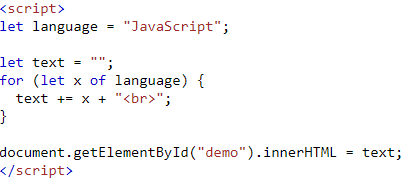 <script>
let language = "JavaScript";

let text = "";
for (let x of language) {
  text += x + "<br>";
}

document.getElementById("demo").innerHTML = text;
</script>